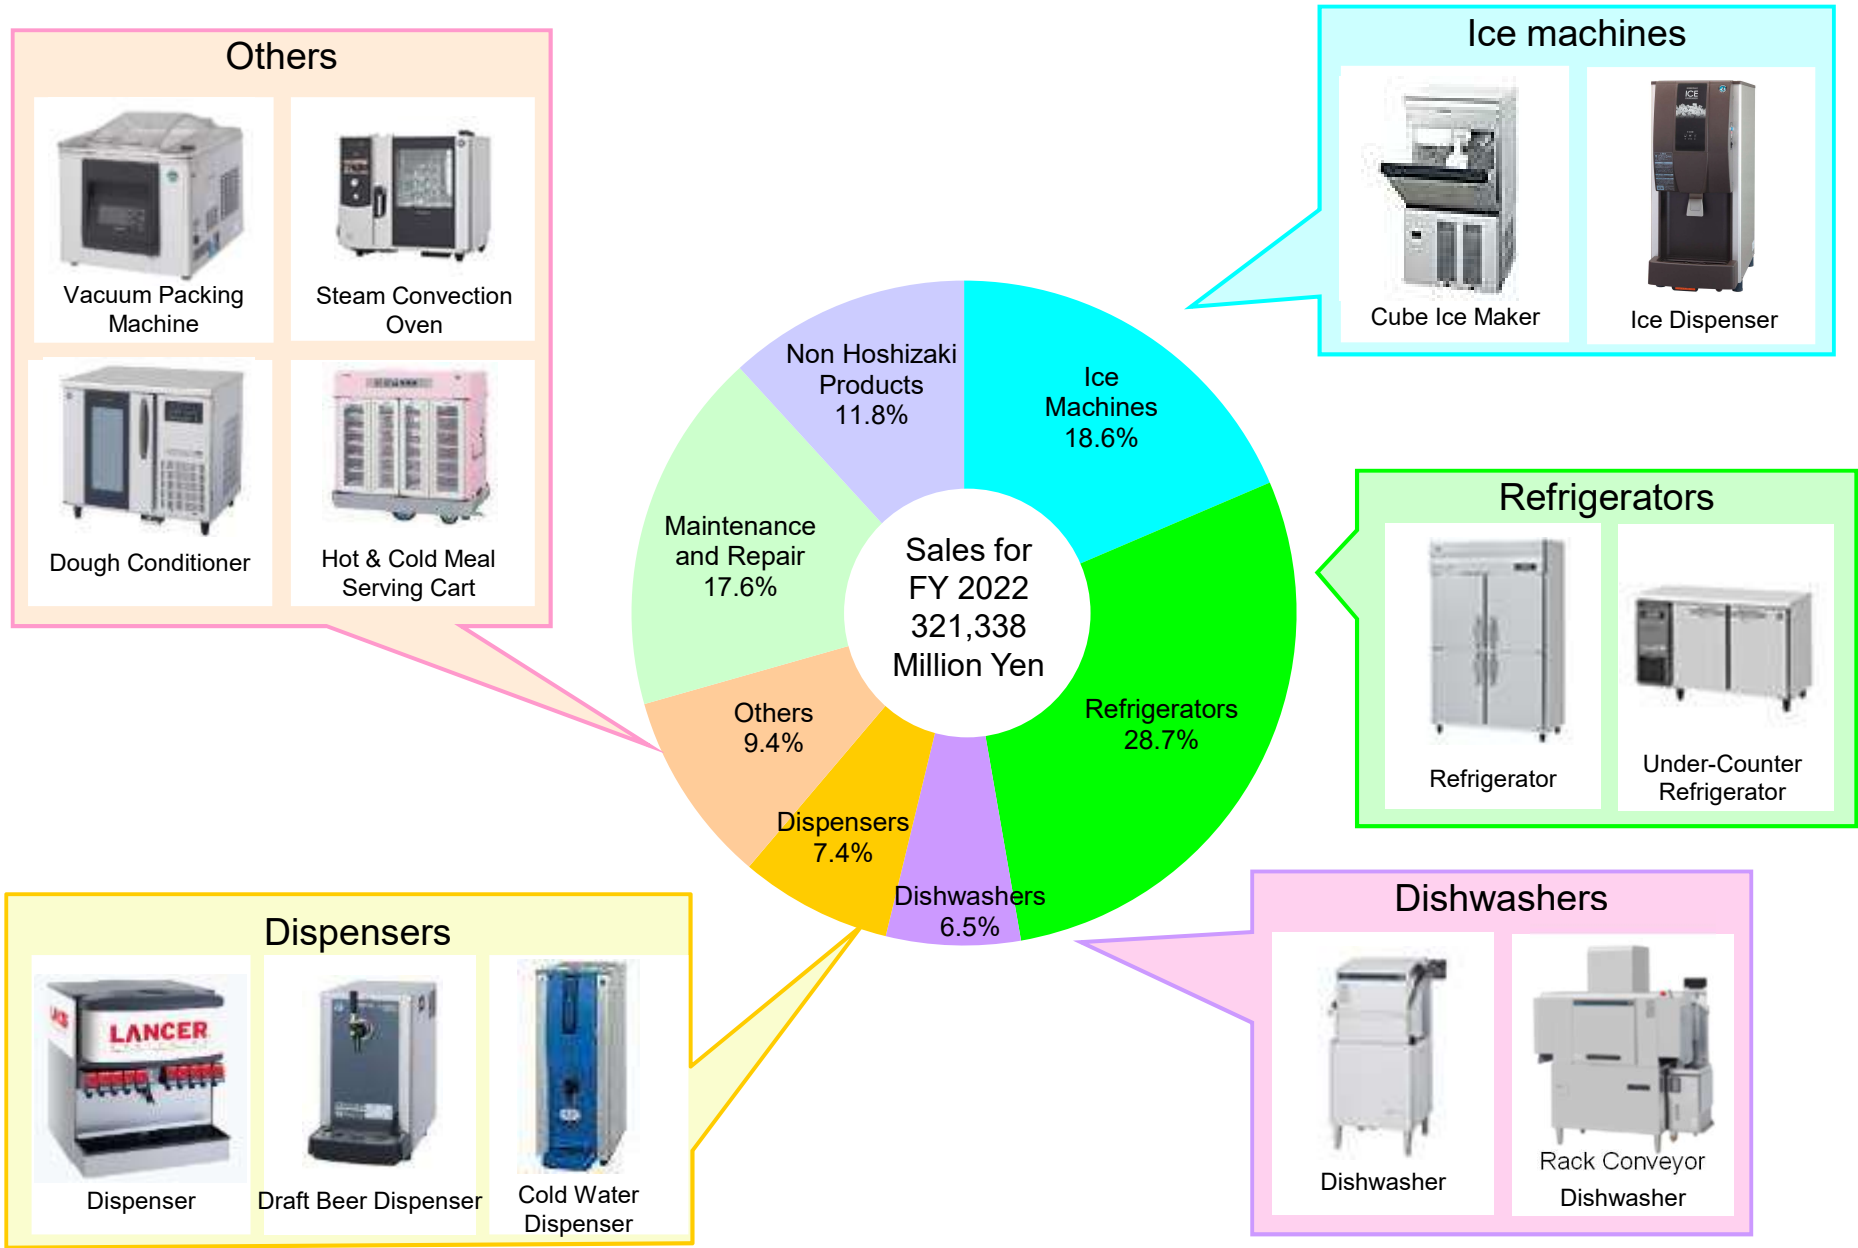 Others
Vacuum Packing
Machine
Steam Convection
Oven
Dough Conditioner
Hot & Cold Meal
Serving Cart
Ice machines
ICE
Cube Ice Maker
Ice Dispenser
Non Hoshizaki
Products
11.8%
Ice
Machines
18.6%
Maintenance
and Repair
17.6%
Sales for
FY 2022
321,338
Million Yen
Others
9.4%
Refrigerators
28.7%
Dispensers
7.4%
Dishwashers
6.5%
Refrigerators
Refrigerator
Under-Counter
Refrigerator
Dispensers
LANCER
Dispenser
Draft Beer Dispenser
Cold Water
Dispenser
Dishwashers
Dishwasher
Rack Conveyor
Dishwasher